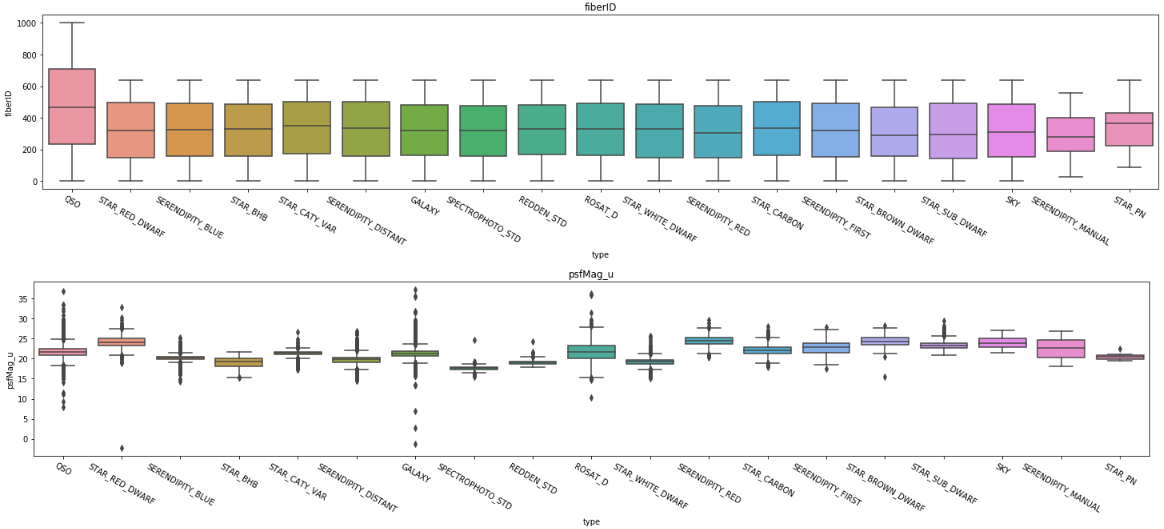 fiberID
1000
800
600
400
200
0
fiberID
QSO
STAR_RED_DWARF
SERENDIPITY_BLUE
STAR_BHB
STAR_CATY_VAR
SERENDIPITY_DISTANT
GALAXY
SPECTROPHOTO_STD
REDDEN_STD
ROSAT_D
STAR_WHITE_DWARF
SERENDIPITY_RED
STAR_CARBON
SERENDIPITY_FIRST
STAR_BROWN_DWARF
STAR_SUB_DWARF
SKY
SERENDIPITY_MANUAL
STAR_PN
type
psfMag_u
35
30
25
20
15
10
5
0
psfMag_u
QSO
STAR_RED_DWARF
SERENDIPITY_BLUE
STAR_BHB
STAR_CATY_VAR
SERENDIPITY_DISTANT
GALAXY
SPECTROPHOTO_STD
REDDEN_STD
ROSAT_D
STAR_WHITE_DWARF
SERENDIPITY_RED
STAR_CARBON
SERENDIPITY_FIRST
STAR_BROWN_DWARF
STAR_SUB_DWARF
SKY
SERENDIPITY_MANUAL
STAR_PN
type